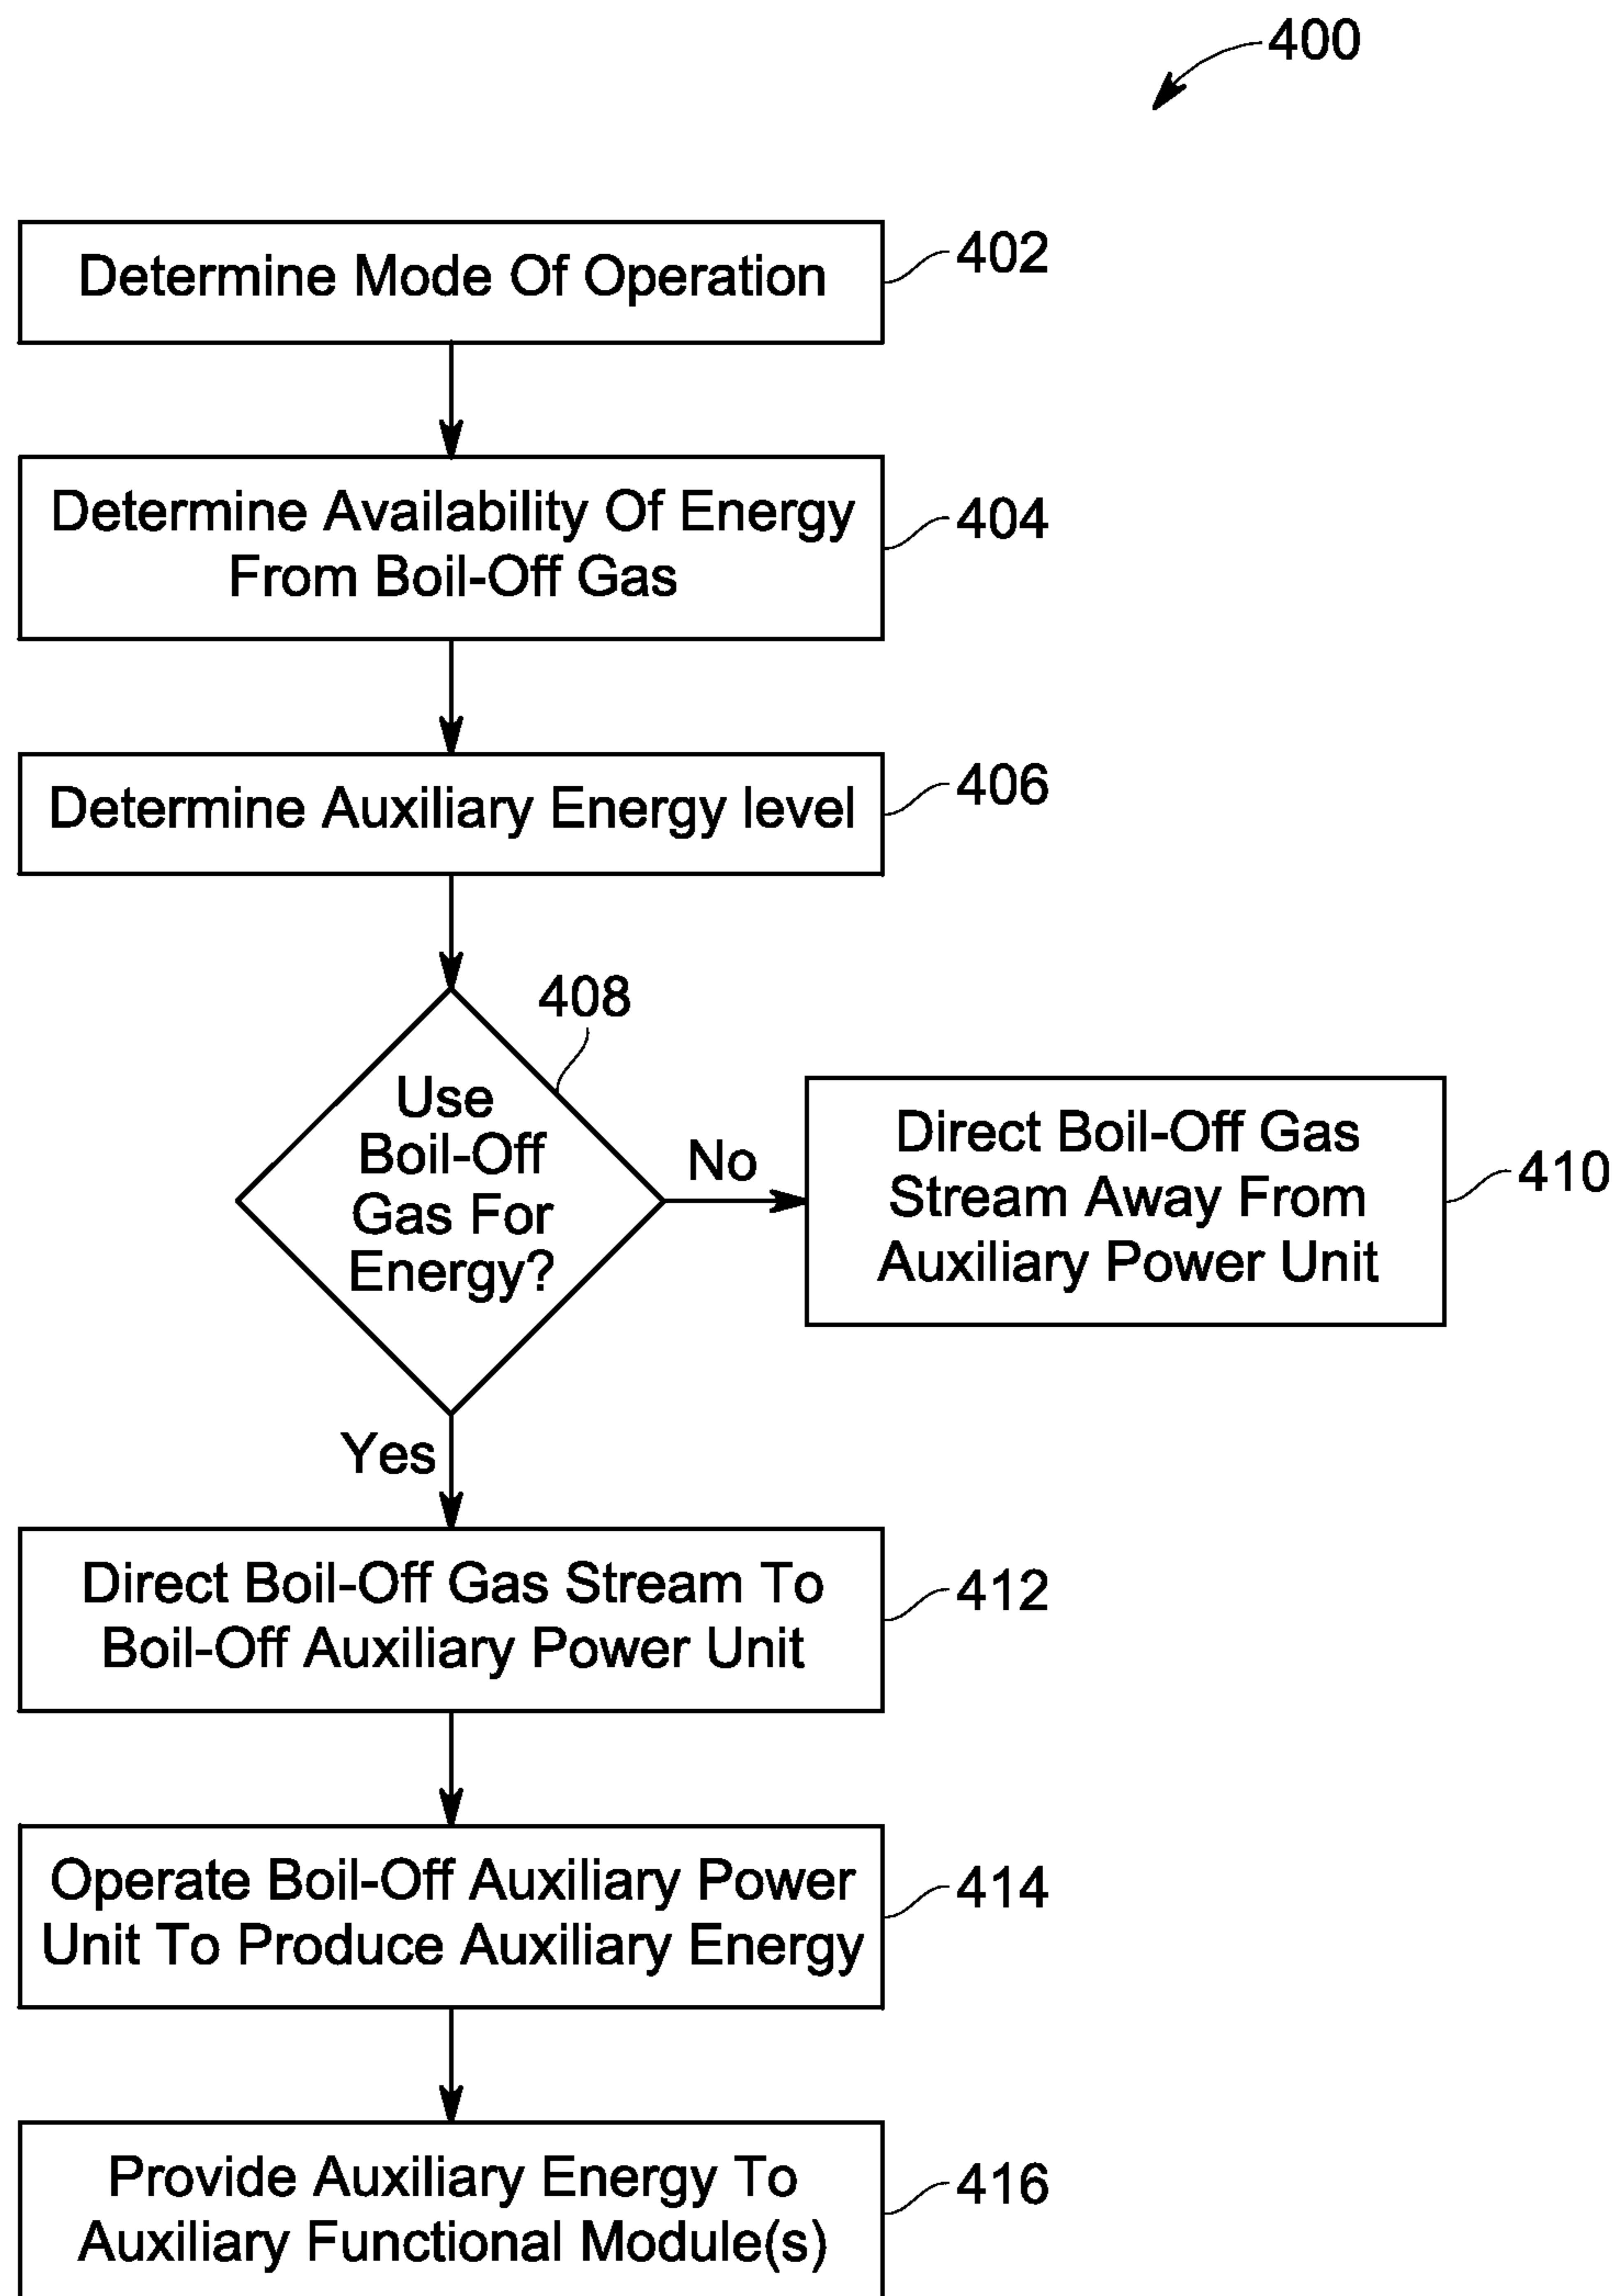 400
Determine Mode Of Operation
402
Determine Availability Of Energy
From Boil-Off Gas
404
Determine Auxiliary Energy level
406
408
Use
Boil-Off
Gas For
Energy?
No
Direct Boil-Off Gas
Stream Away From
Auxiliary Power Unit
410
Yes
Direct Boil-Off Gas Stream To
Boil-Off Auxiliary Power Unit
412
Operate Boil-Off Auxiliary Power
Unit To Produce Auxiliary Energy
414
Provide Auxiliary Energy To
Auxiliary Functional Module(s)
416